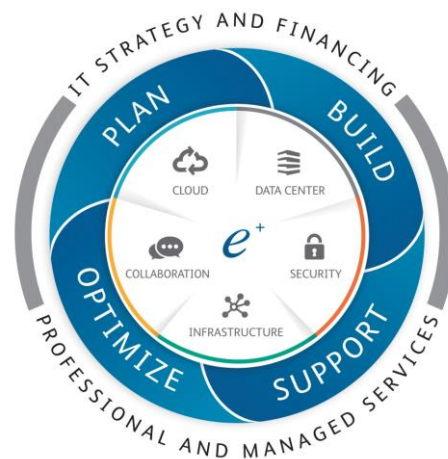 IT STRATEGY AND FINANCING
PLAN
BUILD
CLOUD
DATA CENTER
e+
COLLABORATION
SECURITY
INFRASTRUCTURE
OPTIMIZE
SUPPORT
PROFESSIONAL AND MANAGED SERVICES